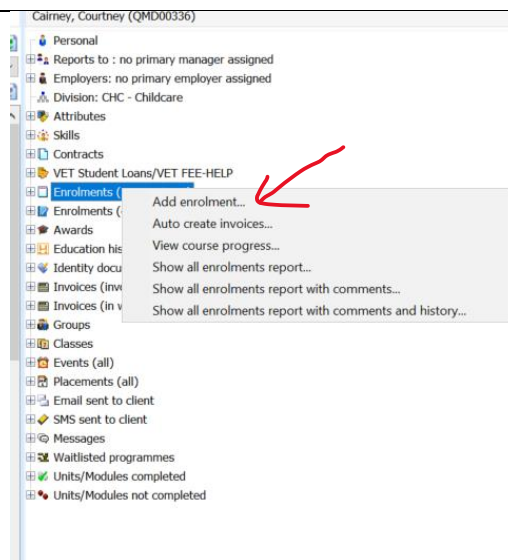 Cairney, Courtney (QMD00336)
Personal
Reports to : no primary manager assigned
Employers: no primary employer assigned
Division: CHC - Childcare
Attributes
Skills
Contracts
VET Student Loans/VET FEE-HELP
Enrolments (
Add enrolment...
Enrolments (
Auto create invoices...
Awards
View course progress...
Education his
Identity docu
Show all enrolments report...
Invoices (inv
Show all enrolments report with comments...
Invoices (in v
Show all enrolments report with comments and history...
Groups
Classes
Events (all)
Placements (all)
Email sent to client
SMS sent to client
Messages
Waitlisted programmes
Units/Modules completed
Units/Modules not completed